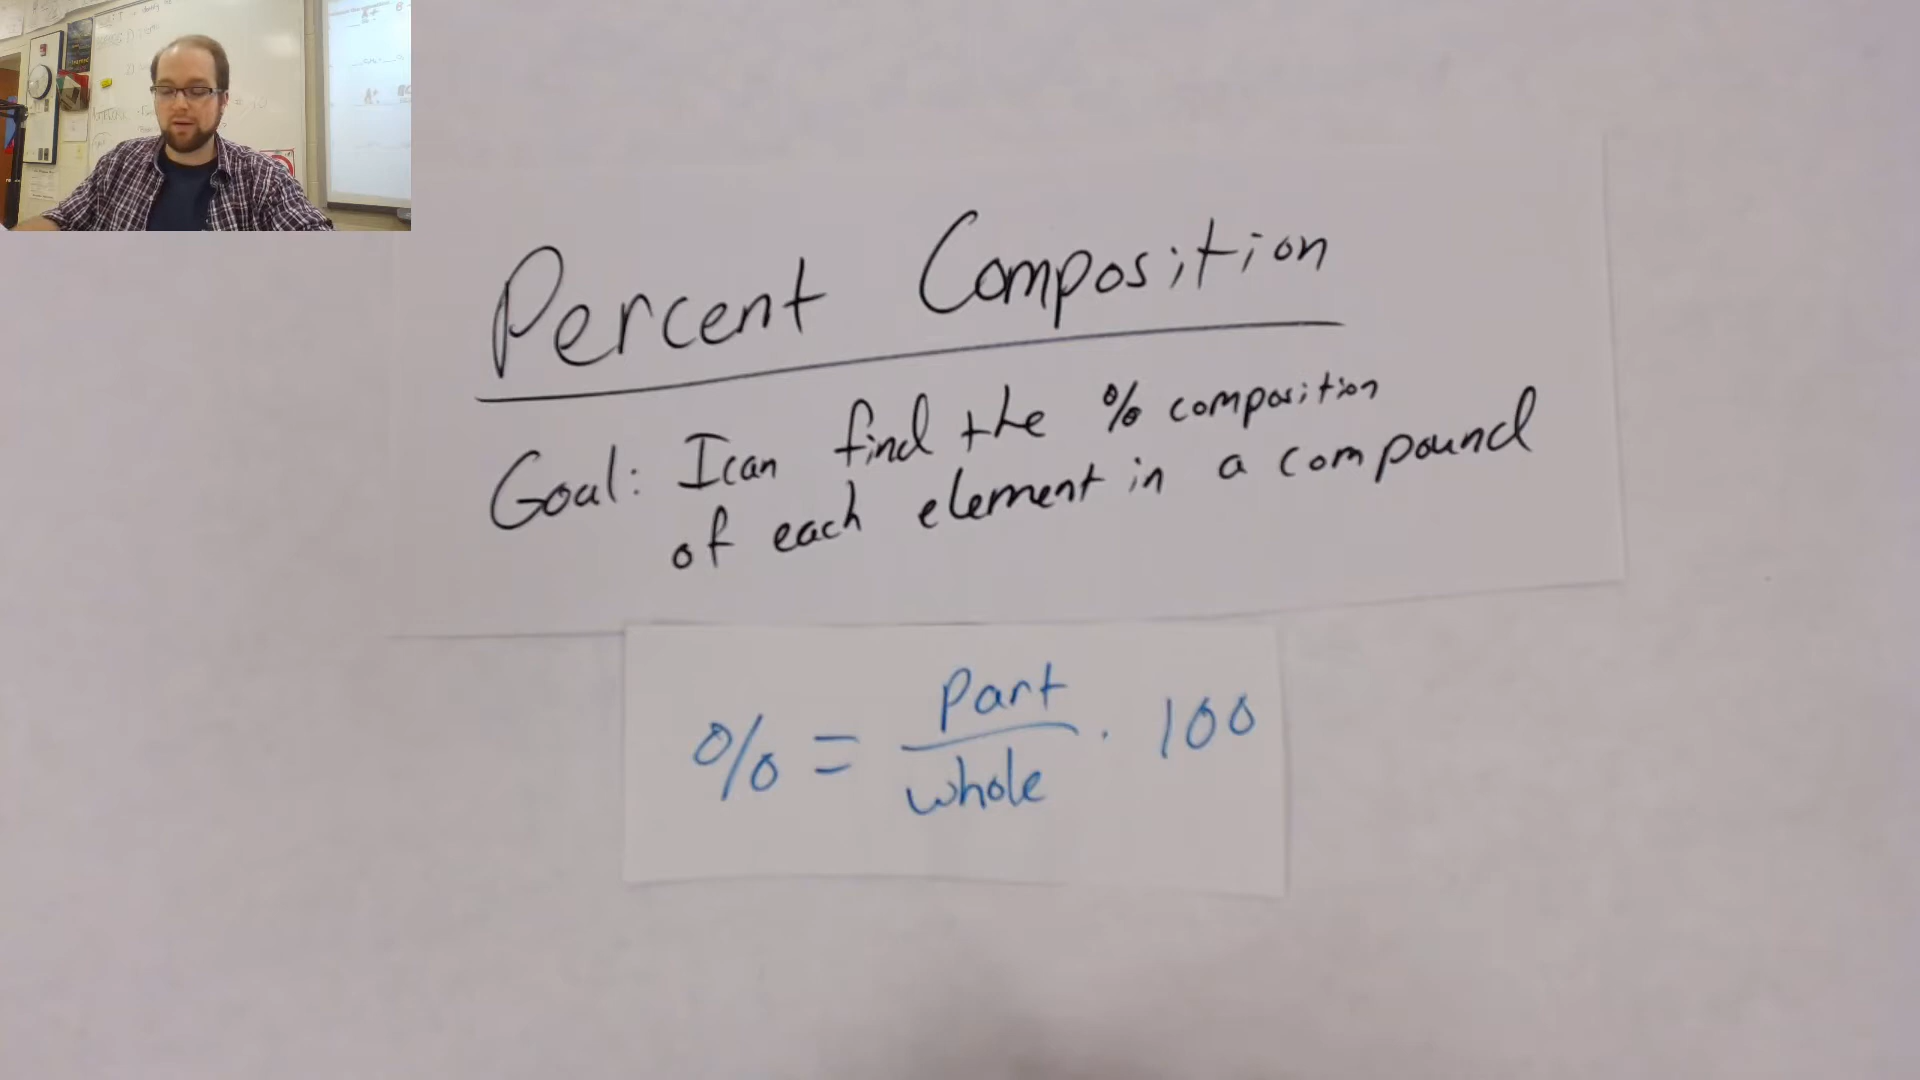 Percent Composition
Goal: I can find the % composition
of each element in a compound
% = part/whole · 100